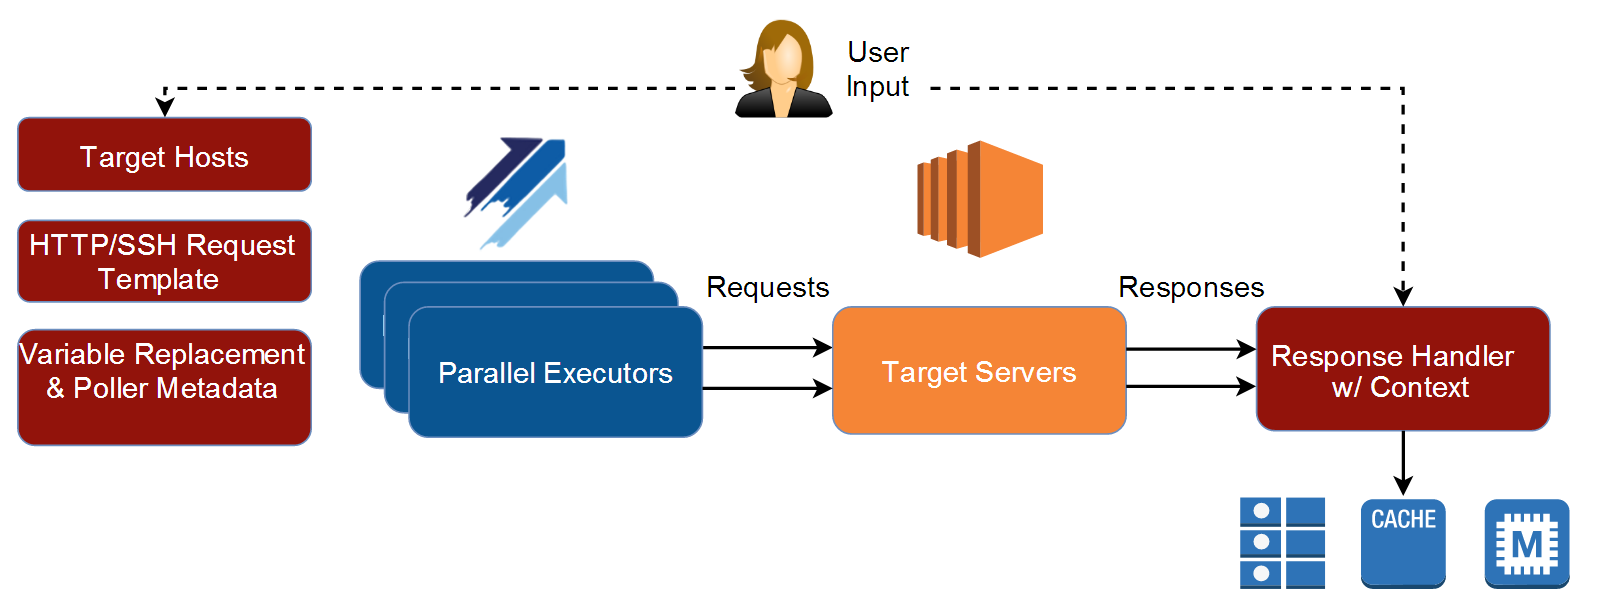 User
Input
Target Hosts
HTTP/SSH Request
Template
Variable Replacement
& Poller Metadata
Parallel Executors
Requests
Target Servers
Responses
Response Handler
w/ Context
CACHE
M